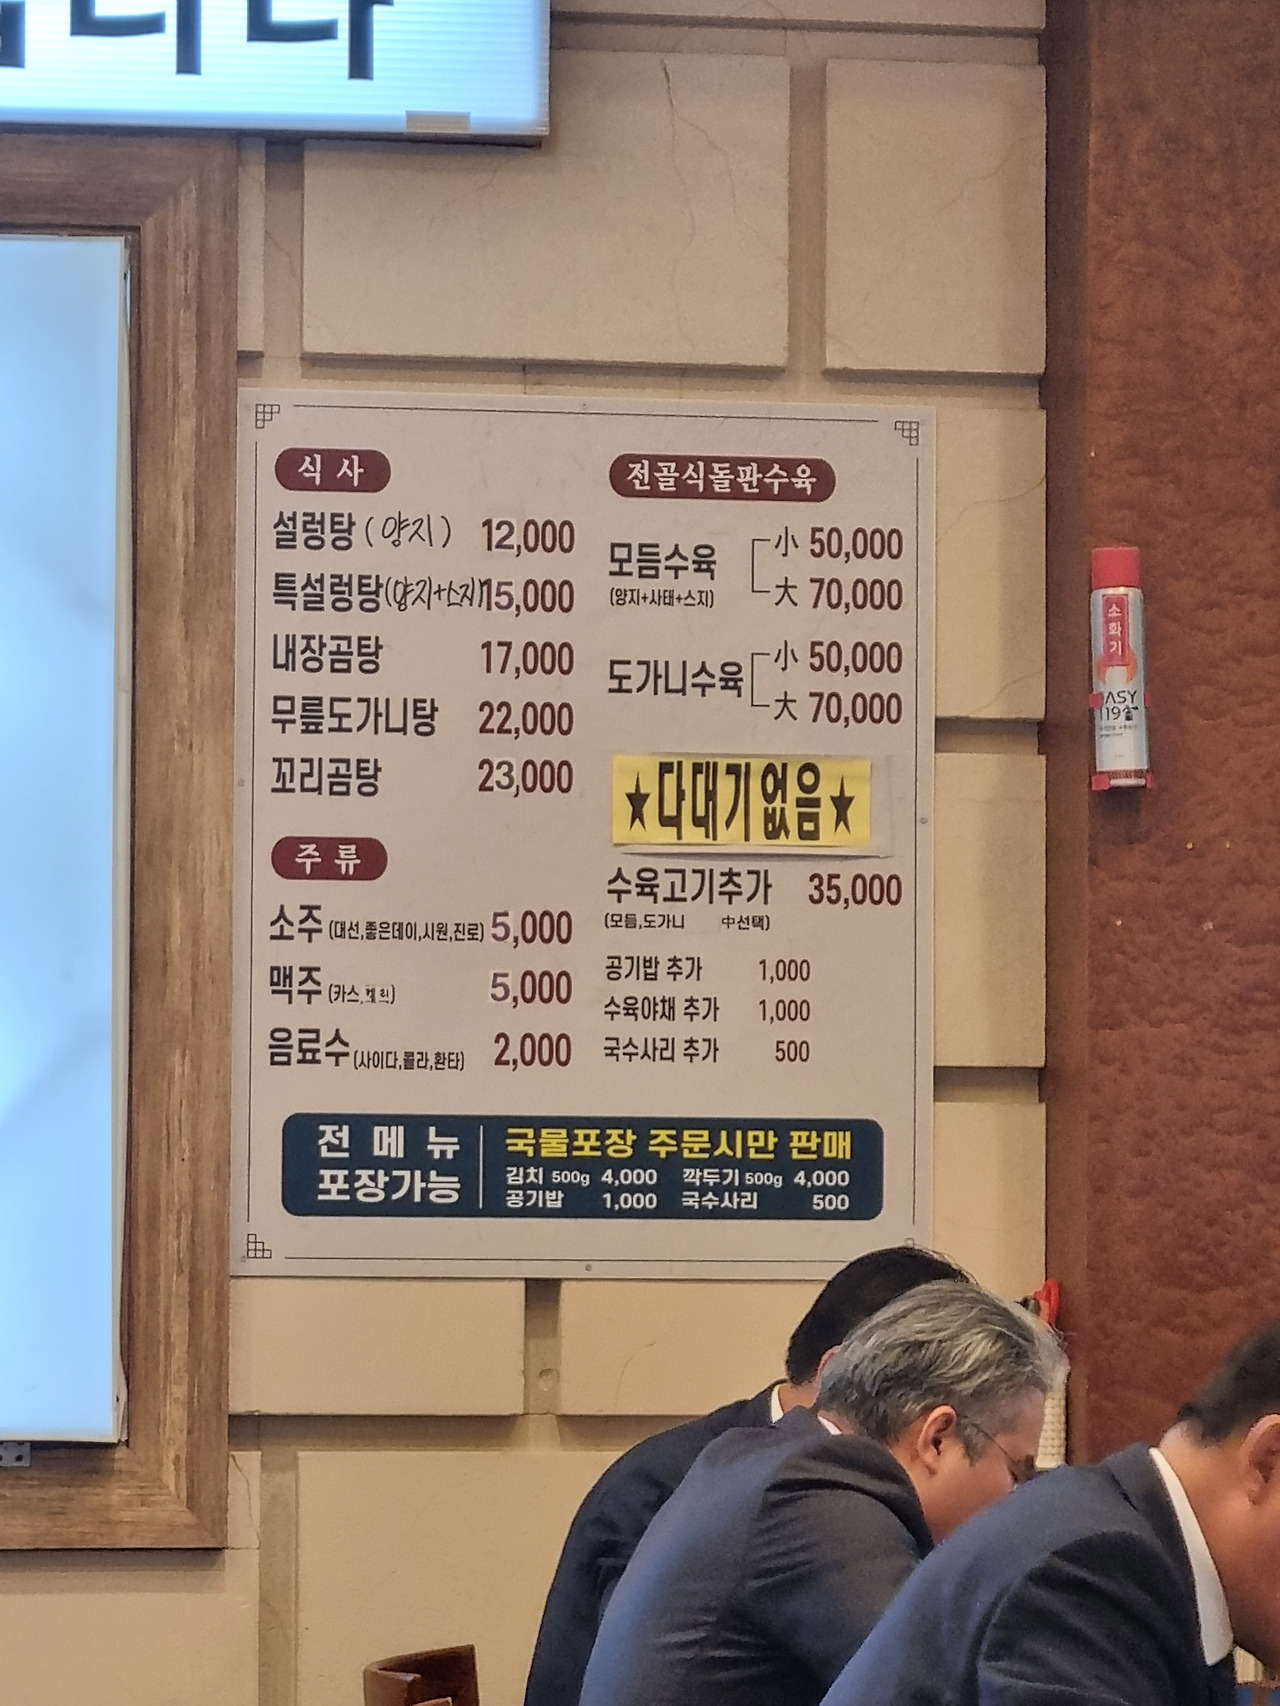 식사
설렁탕 (양지) 12,000
특설렁탕(양지+스지) 15,000
내장곰탕 17,000
무릎도가니탕 22,000
꼬리곰탕 23,000
주류
소주 (대선,좋은데이,시원,진로) 5,000
맥주 (카스,켈리) 5,000
음료수 (사이다,콜라,환타) 2,000
전골식돌판수육
모듬수육 小 50,000
(양지+사태+스지) 大 70,000
도가니수육 小 50,000
大 70,000
★다대기없음★
수육고기추가 35,000
(모듬,도가니 中선택)
공기밥 추가 1,000
수육야채 추가 1,000
국수사리 추가 500
전메뉴
포장가능
국물포장 주문시만 판매
김치 500g 4,000 깍두기 500g 4,000
공기밥 1,000 국수사리 500
소화기
119